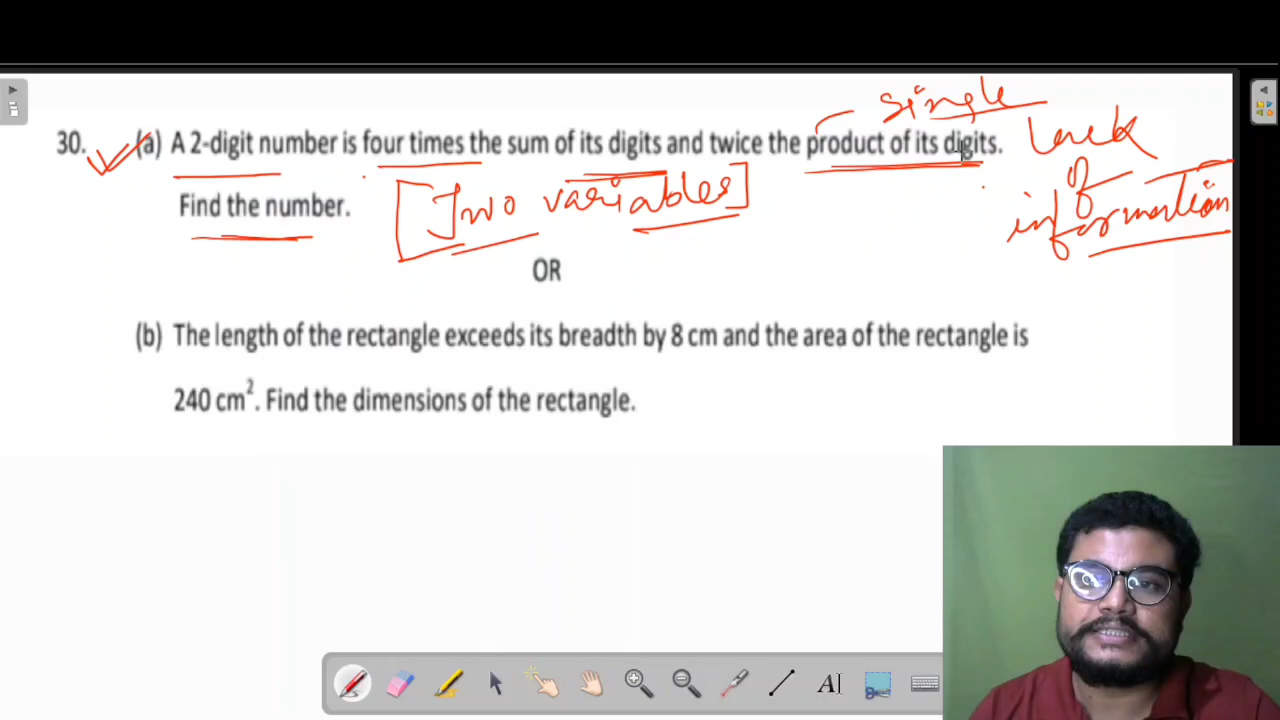 single
30. (a) A 2-digit number is four times the sum of its digits and twice the product of its digits.
lack
of
information
Find the number.
[Two variables]
OR
(b) The length of the rectangle exceeds its breadth by 8 cm and the area of the rectangle is
240 cm². Find the dimensions of the rectangle.
A